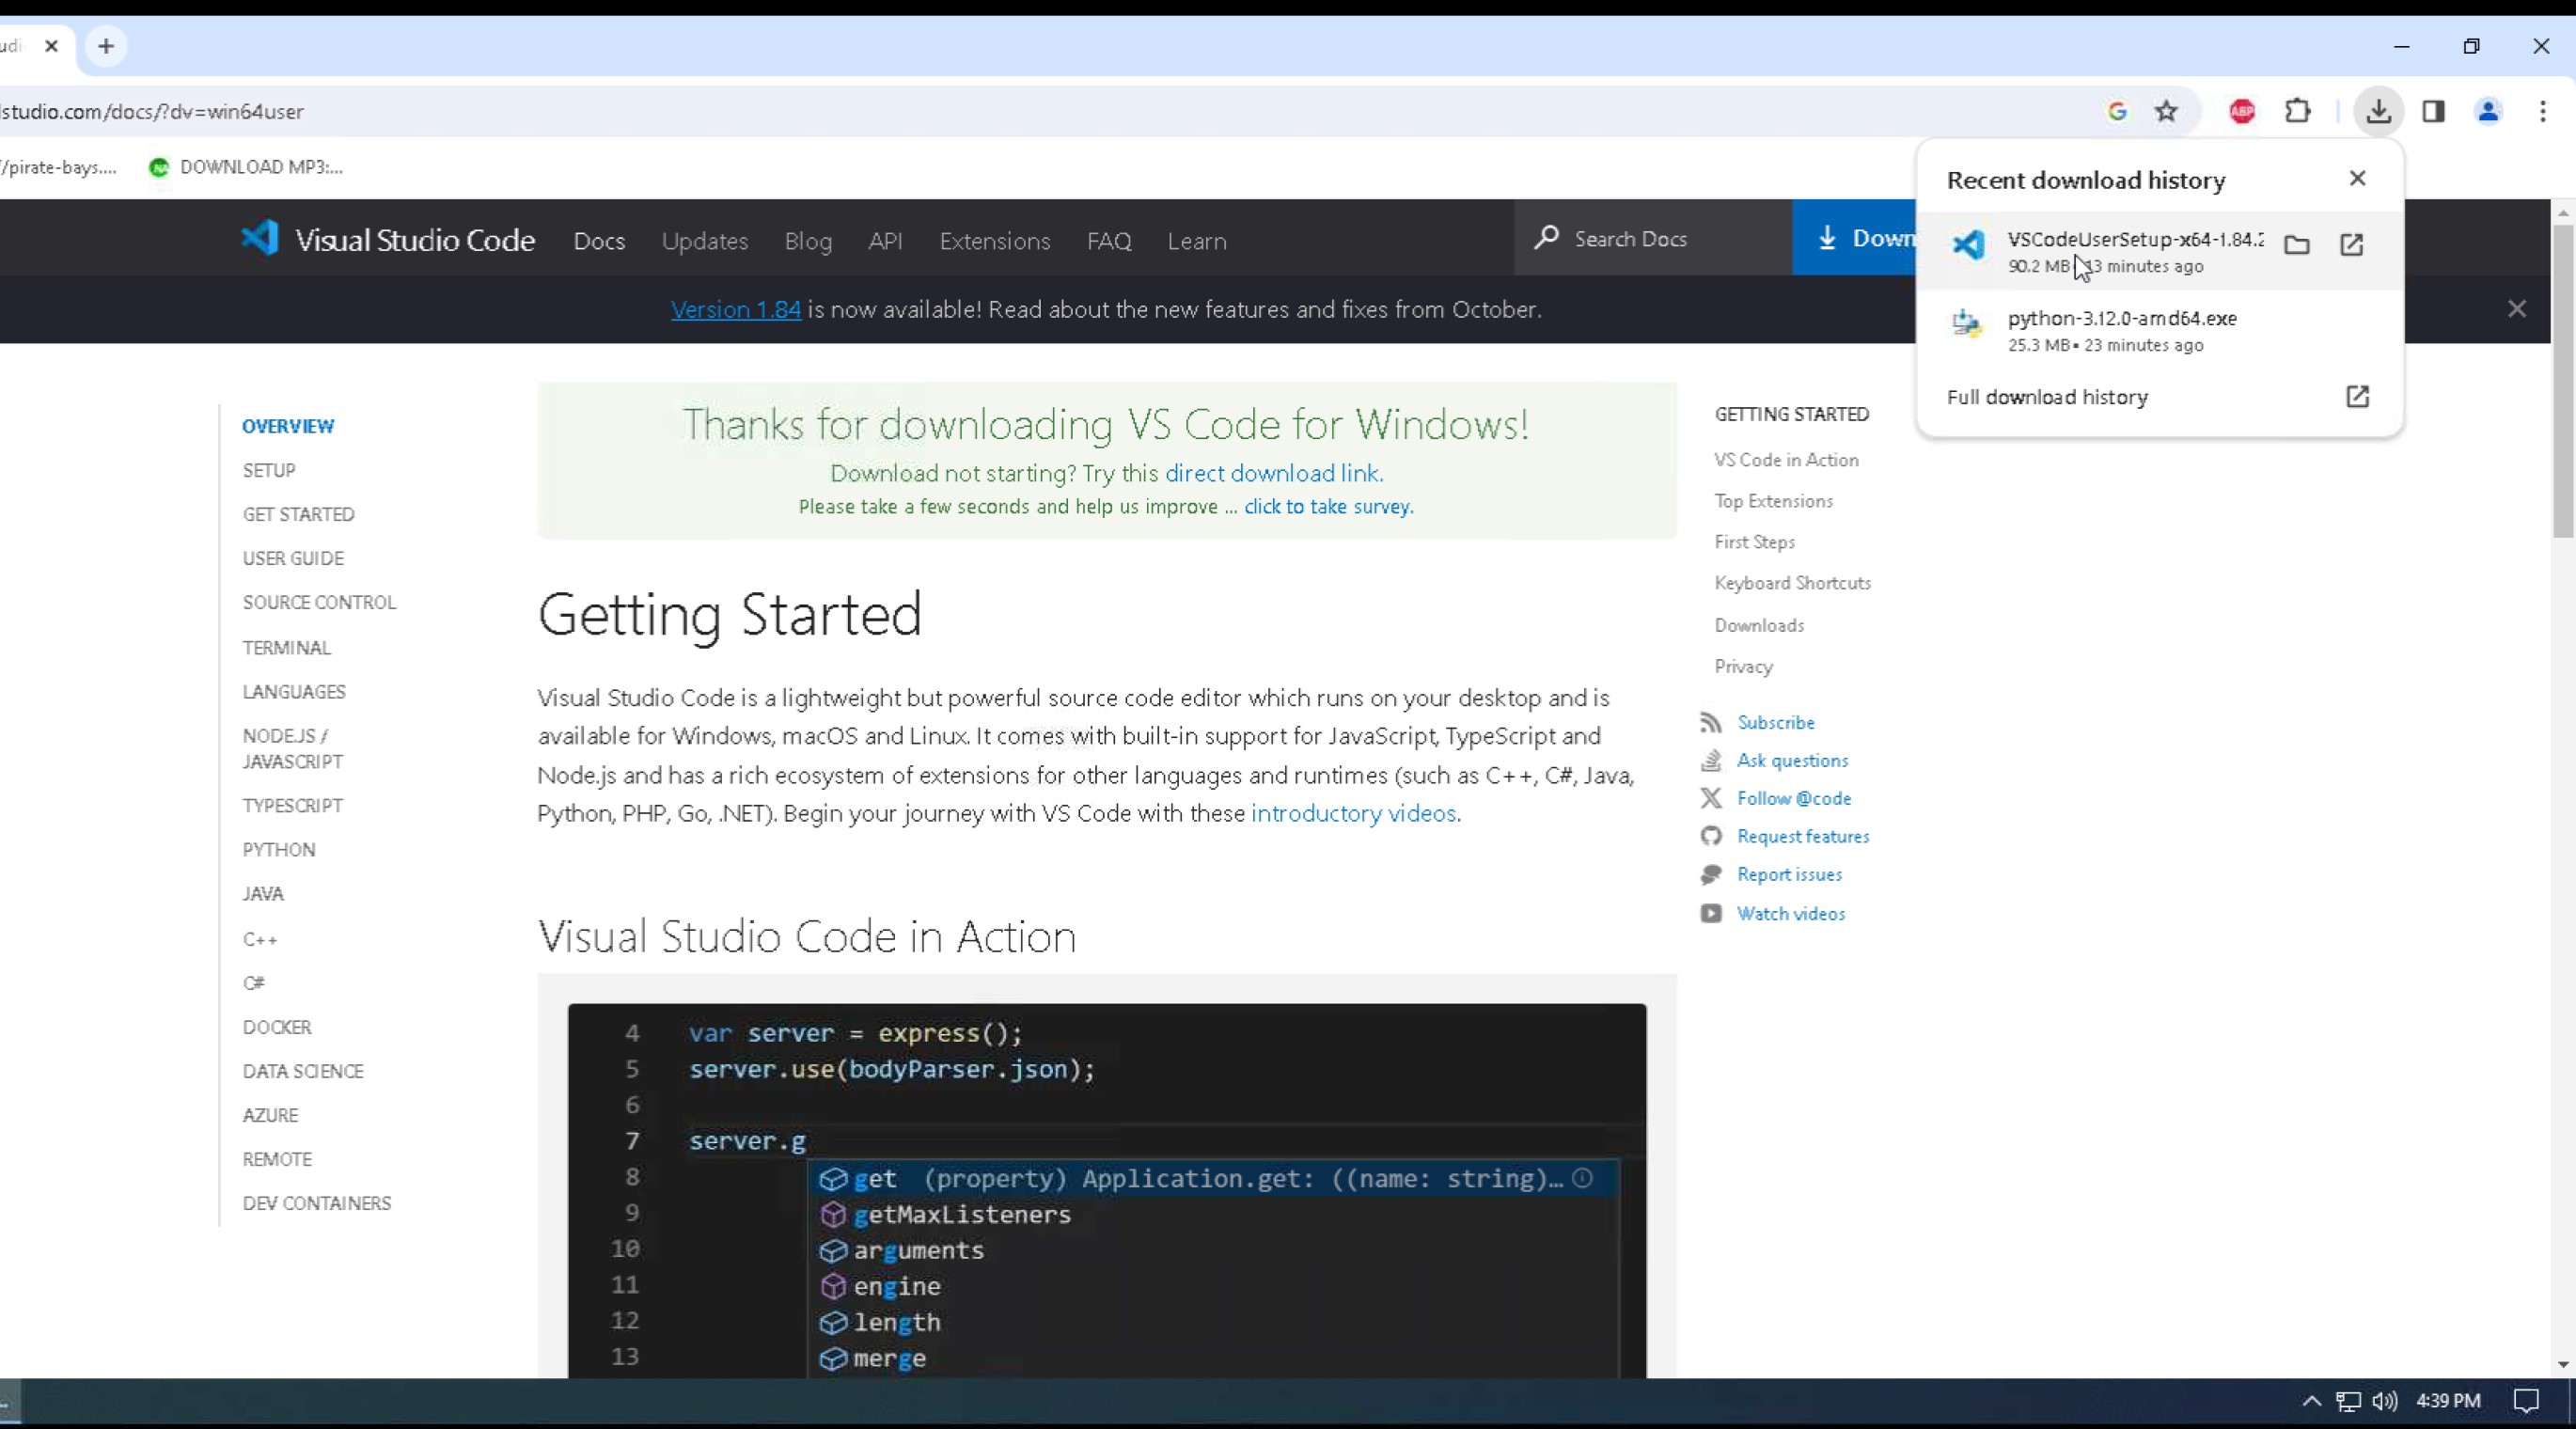 udi
lstudio.com/docs/?dv=win64user
//pirate-bays....
DOWNLOAD MP3:...
Recent download history
VSCodeUserSetup-x64-1.84.2
90.2 MB 13 minutes ago
python-3.12.0-amd64.exe
25.3 MB • 23 minutes ago
Full download history
Visual Studio Code
Docs
Updates
Blog
API
Extensions
FAQ
Learn
Search Docs
Down
Version 1.84 is now available! Read about the new features and fixes from October.
OVERVIEW
SETUP
GET STARTED
USER GUIDE
SOURCE CONTROL
TERMINAL
LANGUAGES
NODE.JS /
JAVASCRIPT
TYPESCRIPT
PYTHON
JAVA
C++
C#
DOCKER
DATA SCIENCE
AZURE
REMOTE
DEV CONTAINERS
Thanks for downloading VS Code for Windows!
Download not starting? Try this direct download link.
Please take a few seconds and help us improve ... click to take survey.
Getting Started
Visual Studio Code is a lightweight but powerful source code editor which runs on your desktop and is
available for Windows, macOS and Linux. It comes with built-in support for JavaScript, TypeScript and
Node.js and has a rich ecosystem of extensions for other languages and runtimes (such as C++, C#, Java,
Python, PHP, Go, .NET). Begin your journey with VS Code with these introductory videos.
Visual Studio Code in Action
4 var server = express();
5 server.use(bodyParser.json);
6
7 server.g
8 get (property) Application.get: ((name: string)...
9 getMaxListeners
10 arguments
11 engine
12 length
13 merge
GETTING STARTED
VS Code in Action
Top Extensions
First Steps
Keyboard Shortcuts
Downloads
Privacy
Subscribe
Ask questions
Follow @code
Request features
Report issues
Watch videos
ABP
4:39 PM